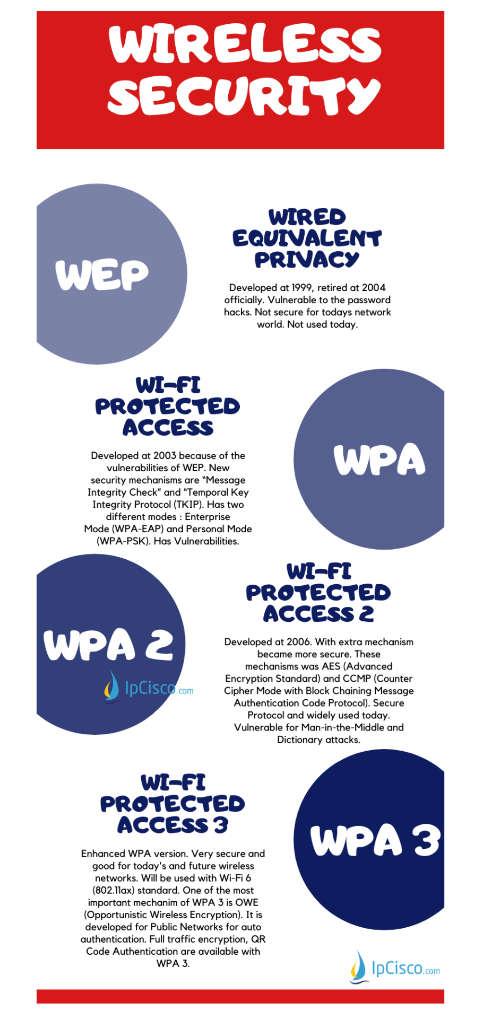 WIRELESS
SECURITY
WEP
WIRED
EQUIVALENT
PRIVACY
Developed at 1999, retired at 2004
officially. Vulnerable to the password
hacks. Not secure for todays network
world. Not used today.
WI-FI
PROTECTED
ACCESS
Developed at 2003 because of the
vulnerabilities of WEP. New
security mechanisms are "Message
Integrity Check" and "Temporal Key
Integrity Protocol (TKIP). Has two
different modes : Enterprise
Mode (WPA-EAP) and Personal Mode
(WPA-PSK). Has Vulnerabilities.
WPA
WPA 2
IpCisco.com
WI-FI
PROTECTED
ACCESS 2
Developed at 2006. With extra mechanism
became more secure. These
mechanisms was AES (Advanced
Encryption Standard) and CCMP (Counter
Cipher Mode with Block Chaining Message
Authentication Code Protocol). Secure
Protocol and widely used today.
Vulnerable for Man-in-the-Middle and
Dictionary attacks.
WI-FI
PROTECTED
ACCESS 3
Enhanced WPA version. Very secure and
good for today's and future wireless
networks. Will be used with Wi-Fi 6
(802.11ax) standard. One of the most
important mechanim of WPA 3 is OWE
(Opportunistic Wireless Encryption). It is
developed for Public Networks for auto
authentication. Full traffic encryption, QR
Code Authentication are available with
WPA 3.
WPA 3
IpCisco.com